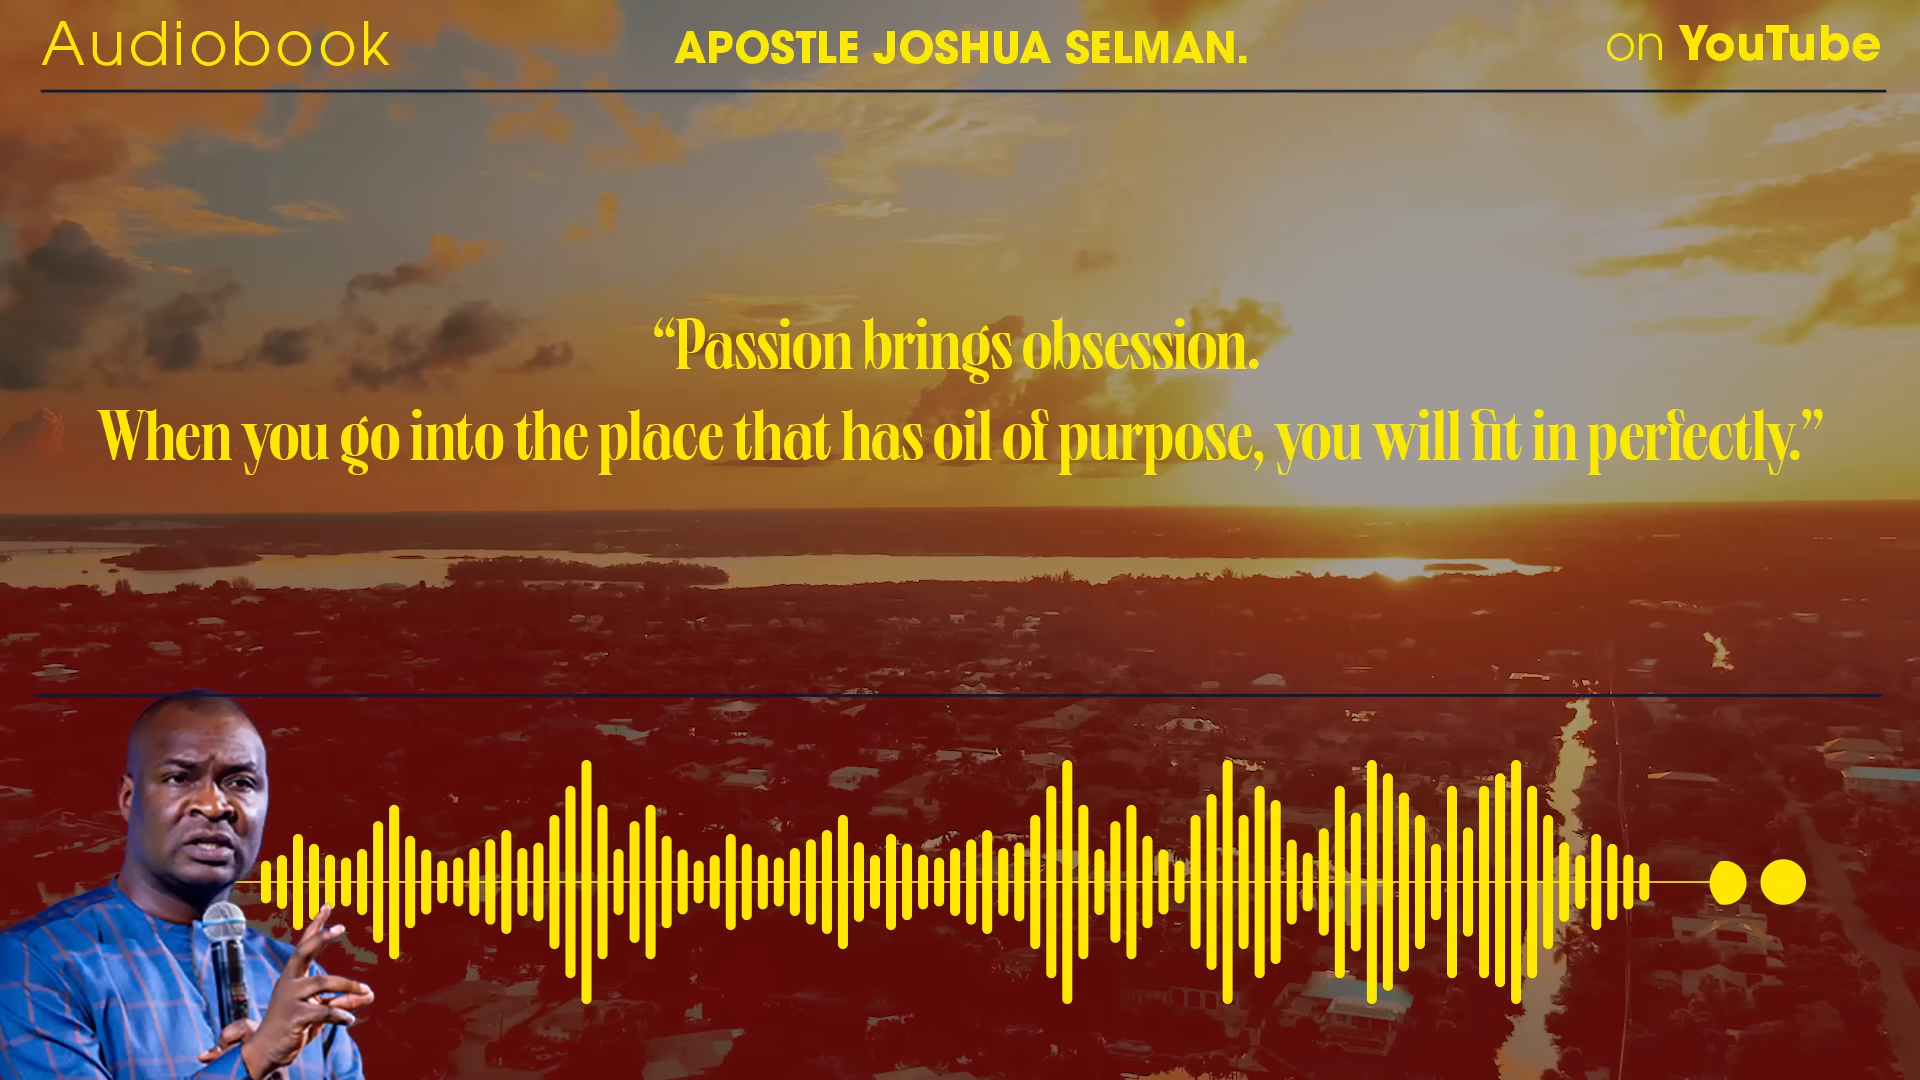 Audiobook
APOSTLE JOSHUA SELMAN.
on YouTube
“Passion brings obsession.
When you go into the place that has oil of purpose, you will fit in perfectly.”